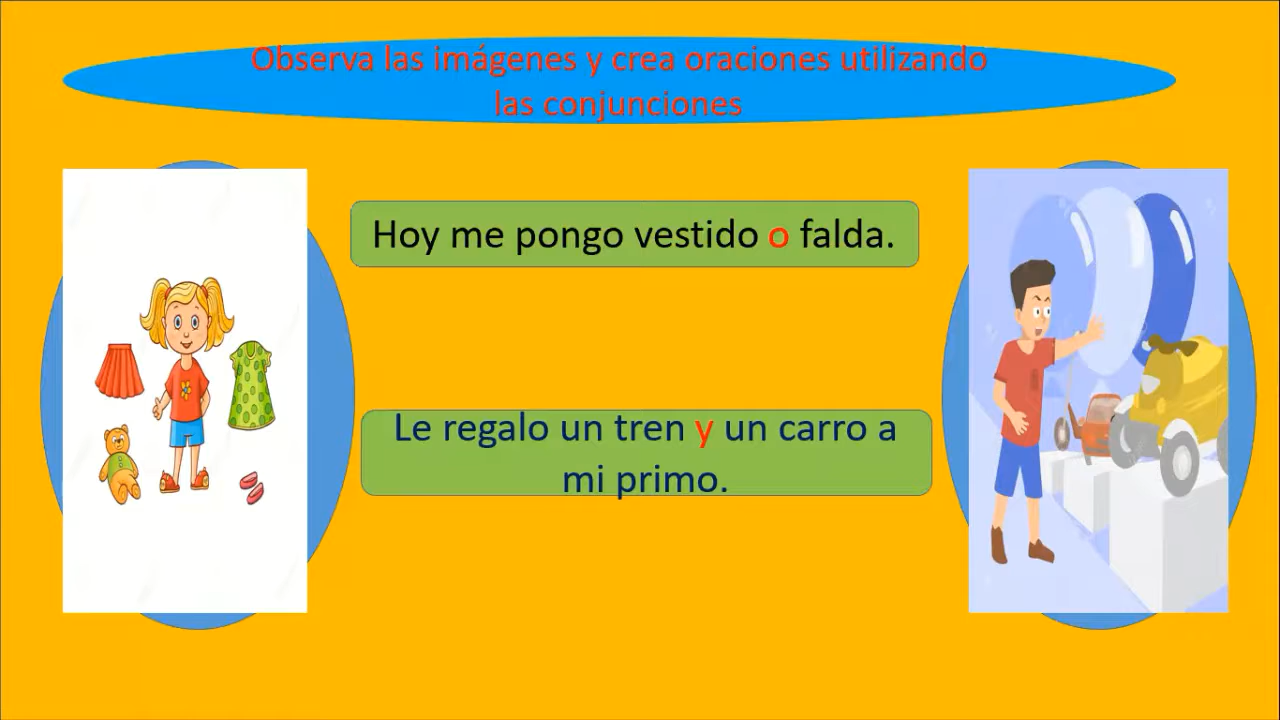 Observa las imágenes y crea oraciones utilizando
las conjunciones
Hoy me pongo vestido o falda.
Le regalo un tren y un carro a
mi primo.